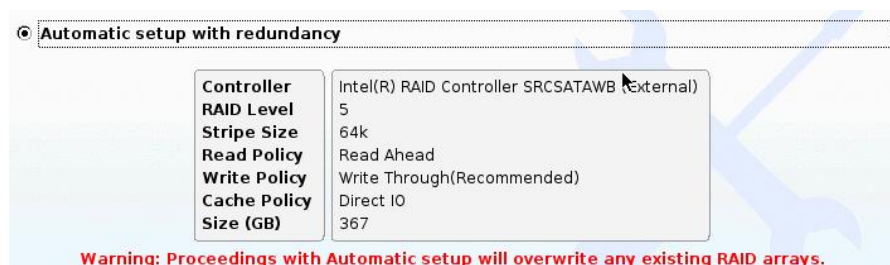 Automatic setup with redundancy
Controller Intel(R) RAID Controller SRCSATAWB (External)
RAID Level 5
Stripe Size 64k
Read Policy Read Ahead
Write Policy Write Through(Recommended)
Cache Policy Direct IO
Size (GB) 367
Warning: Proceedings with Automatic setup will overwrite any existing RAID arrays.